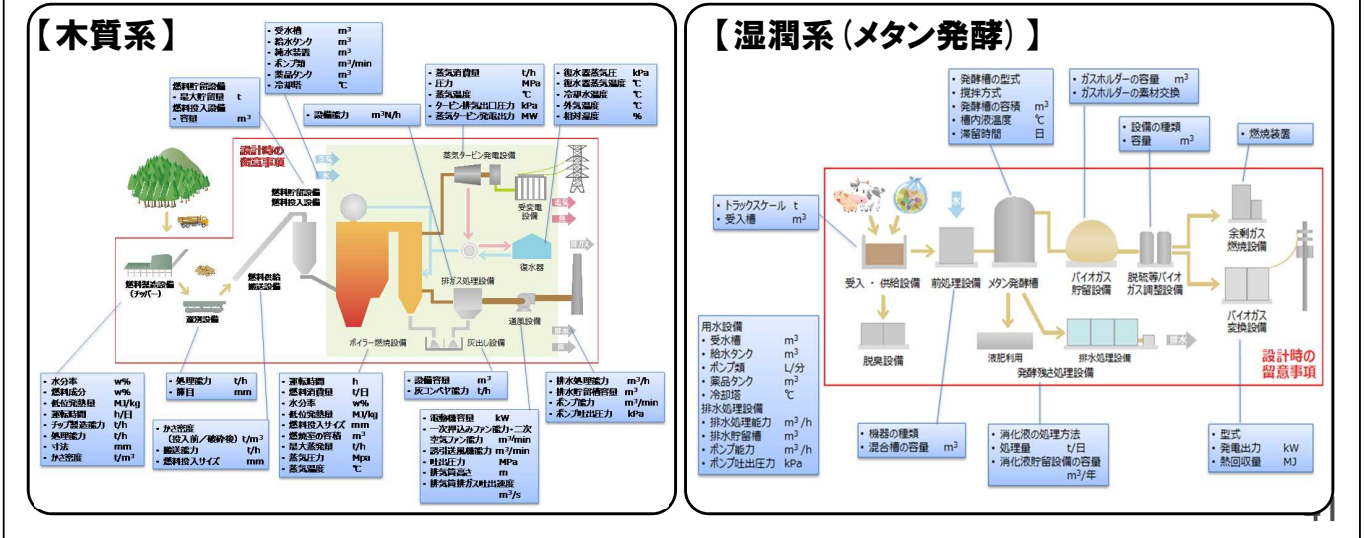 【木質系】
・受水槽 m³
・給水タンク m³
・純水装置 m³
・ポンプ類 m³/min
・薬品タンク m³
・冷却塔 ℃
燃料貯留設備
・最大貯留量 t
燃料投入設備
・容量 m³
・設備能力 m³N/h
・蒸気消費量 t/h
・圧力 MPa
・蒸気温度 ℃
・タービン排気出口圧力 kPa
・蒸気タービン発電出力 MW
・復水器蒸気圧 kPa
・復水器蒸気温度 ℃
・冷却水温度 ℃
・外気温度 ℃
・相対湿度 %
設計時の
留意事項
空気
水
蒸気タービン発電設備
燃料貯留設備
燃料投入設備
受変電
設備
電気
熱
排ガス
復水器
燃料製造設備
(チッパー)
選別設備
燃料供給
搬送設備
排ガス処理設備
通風設備
ボイラー燃焼設備
灰出し設備
排水
灰
・水分率 w%
・燃料成分 w%
・低位発熱量 MJ/kg
・運転時間 h/日
・チップ製造能力 t/h
・処理能力 t/h
・寸法 mm
・かさ密度 t/m³
・処理能力 t/h
・篩目 mm
・かさ密度
(投入前/破砕後) t/m³
・搬送能力 t/h
・燃料投入サイズ mm
・運転時間 h
・燃料消費量 t/日
・水分率 w%
・低位発熱量 MJ/kg
・燃料投入サイズ mm
・燃焼室の容積 m³
・最大蒸発量 t/h
・蒸気圧力 Mpa
・蒸気温度 ℃
・設備容量 m³
・灰コンベヤ能力 t/h
・電動機容量 kW
・一次押込みファン能力・二次
空気ファン能力 m³/min
・誘引送風機能力 m³/min
・吐出圧力 MPa
・排気筒高さ m
・排気筒排ガス吐出速度
m³/s
・排水処理能力 m³/h
・排水貯留槽容量 m³
・ポンプ能力 m³/min
・ポンプ吐出圧力 kPa
【湿潤系(メタン発酵)】
・発酵槽の型式
・撹拌方式
・発酵槽の容積 m³
・槽内液温度 ℃
・滞留時間 日
・ガスホルダーの容量 m³
・ガスホルダーの素材交換
・設備の種類
・容量 m³
・燃焼装置
・トラックスケール t
・受入槽 m³
水
余剰ガス
燃焼設備
受入・供給設備
前処理設備
メタン発酵槽
バイオガス
貯留設備
脱硫等バイオ
ガス調整設備
バイオガス
変換設備
脱臭設備
液肥利用
排水処理設備
排水
発酵残さ処理設備
設計時の
留意事項
用水設備
・受水槽 m³
・給水タンク m³
・ポンプ類 L/分
・薬品タンク m³
・冷却塔 ℃
排水処理設備
・排水処理能力 m³/h
・排水貯留槽 m³
・ポンプ能力 m³/h
・ポンプ吐出圧力 kPa
・機器の種類
・混合槽の容量 m³
・消化液の処理方法
・処理量 t/日
・消化液貯留設備の容量
m³/年
・型式
・発電出力 kW
・熱回収量 MJ
41